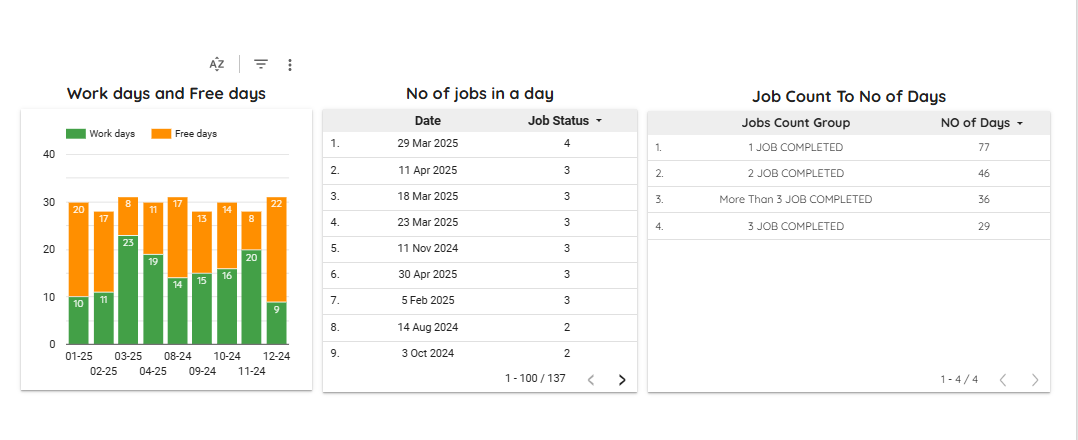 AZ
Work days and Free days
Work days Free days
40
30
20
10
0
20 17 8 11 17 13 14 8 22
10 11 23 19 14 15 16 20 9
01-25 03-25 08-24 10-24 12-24
02-25 04-25 09-24 11-24
No of jobs in a day
Date Job Status
1. 29 Mar 2025 4
2. 11 Apr 2025 3
3. 18 Mar 2025 3
4. 23 Mar 2025 3
5. 11 Nov 2024 3
6. 30 Apr 2025 3
7. 5 Feb 2025 3
8. 14 Aug 2024 2
9. 3 Oct 2024 2
1 - 100 / 137
Job Count To No of Days
Jobs Count Group NO of Days
1. 1 JOB COMPLETED 77
2. 2 JOB COMPLETED 46
3. More Than 3 JOB COMPLETED 36
4. 3 JOB COMPLETED 29
1 - 4 / 4